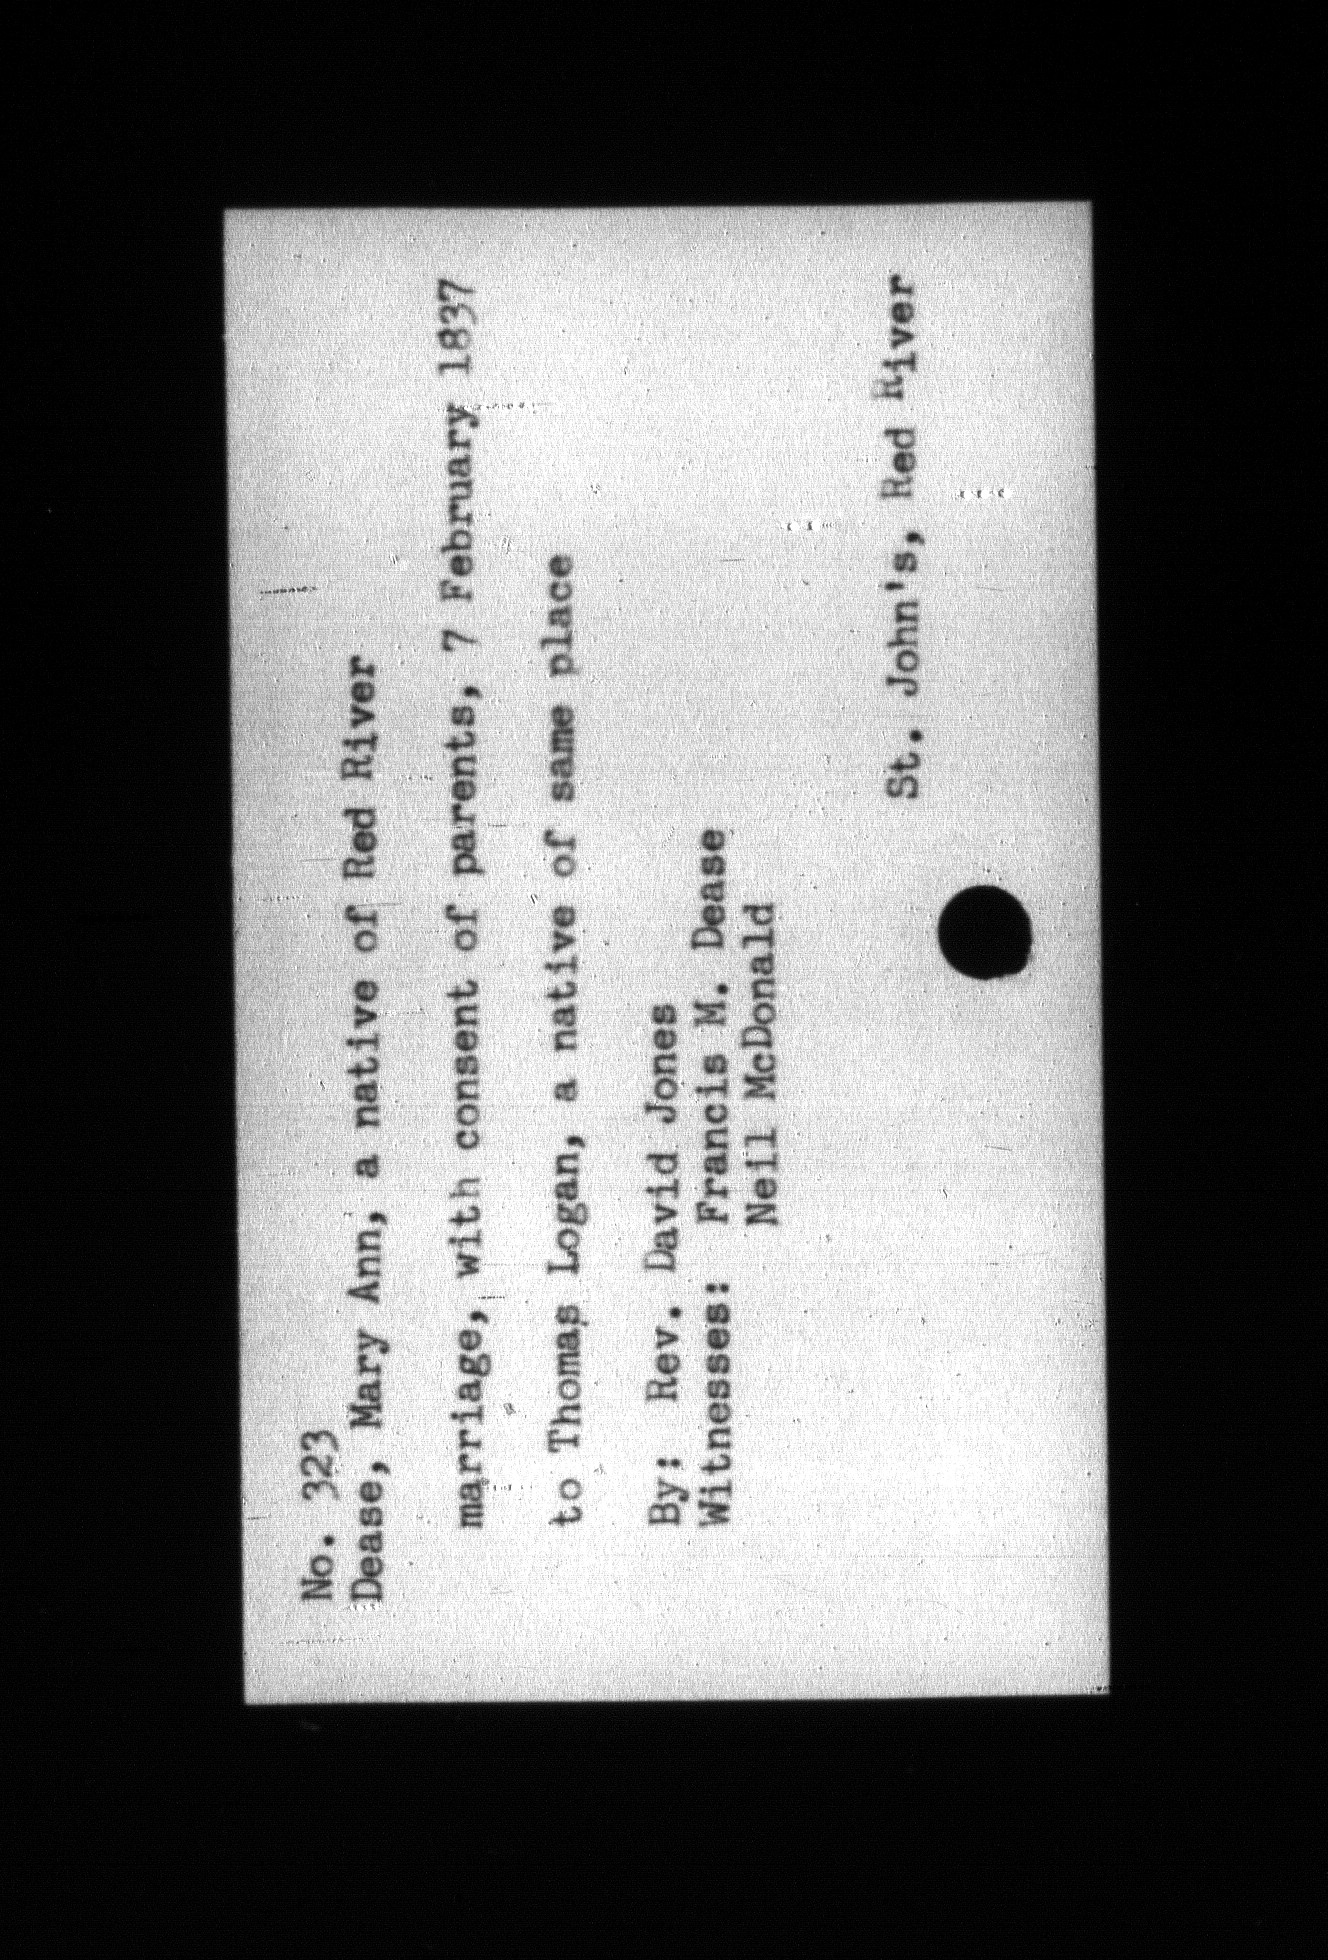 No. 323
Dease, Mary Ann, a native of Red River
marriage, with consent of parents, 7 February 1837
to Thomas Logan, a native of same place
By: Rev. David Jones
Witnesses: Francis M. Dease
Neil McDonald
St. John's, Red River